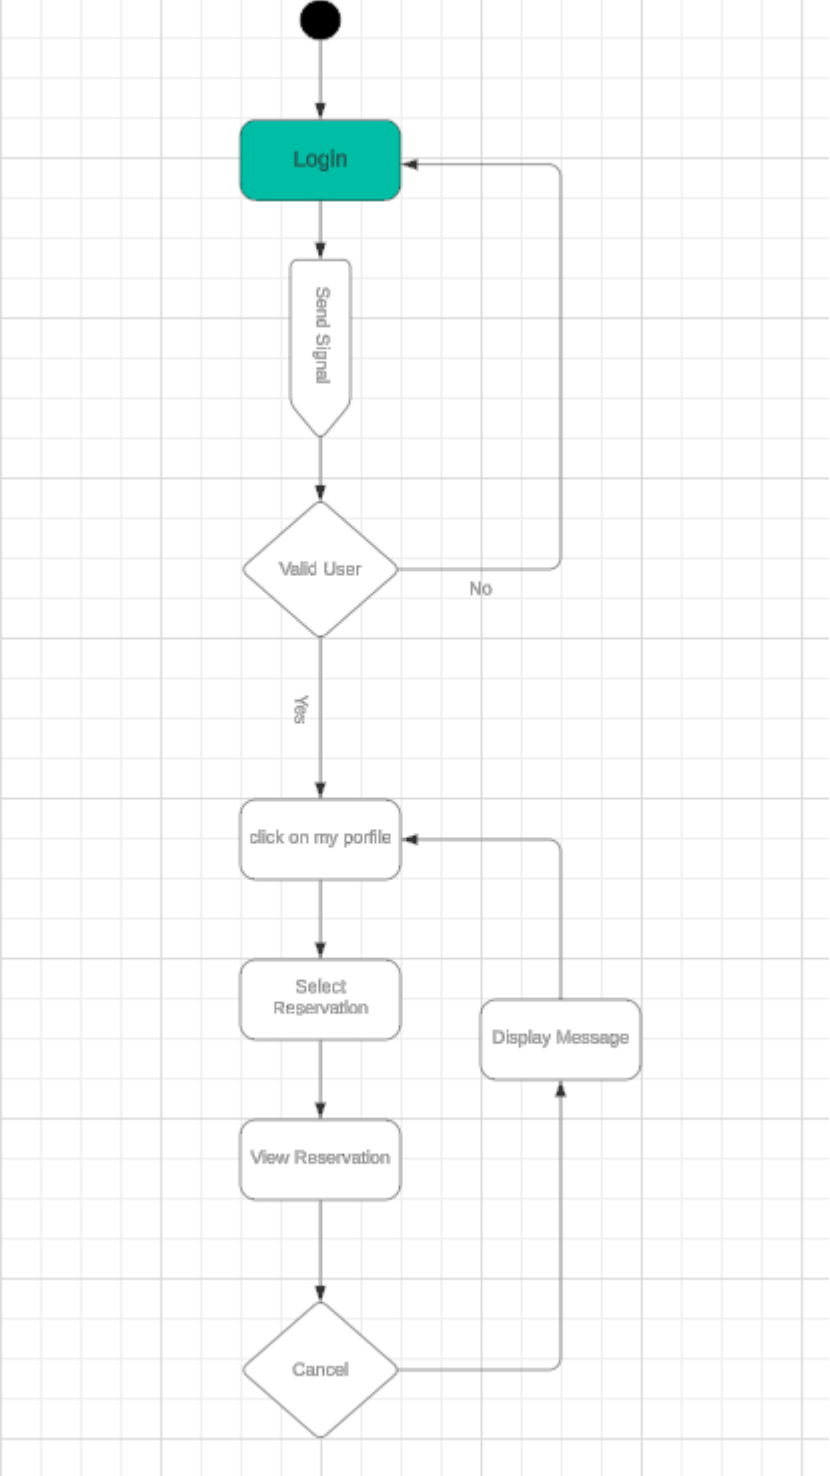 Login
Send Signal
Valid User
No
Yes
click on my porfile
Select
Reservation
Display Message
View Reservation
Cancel